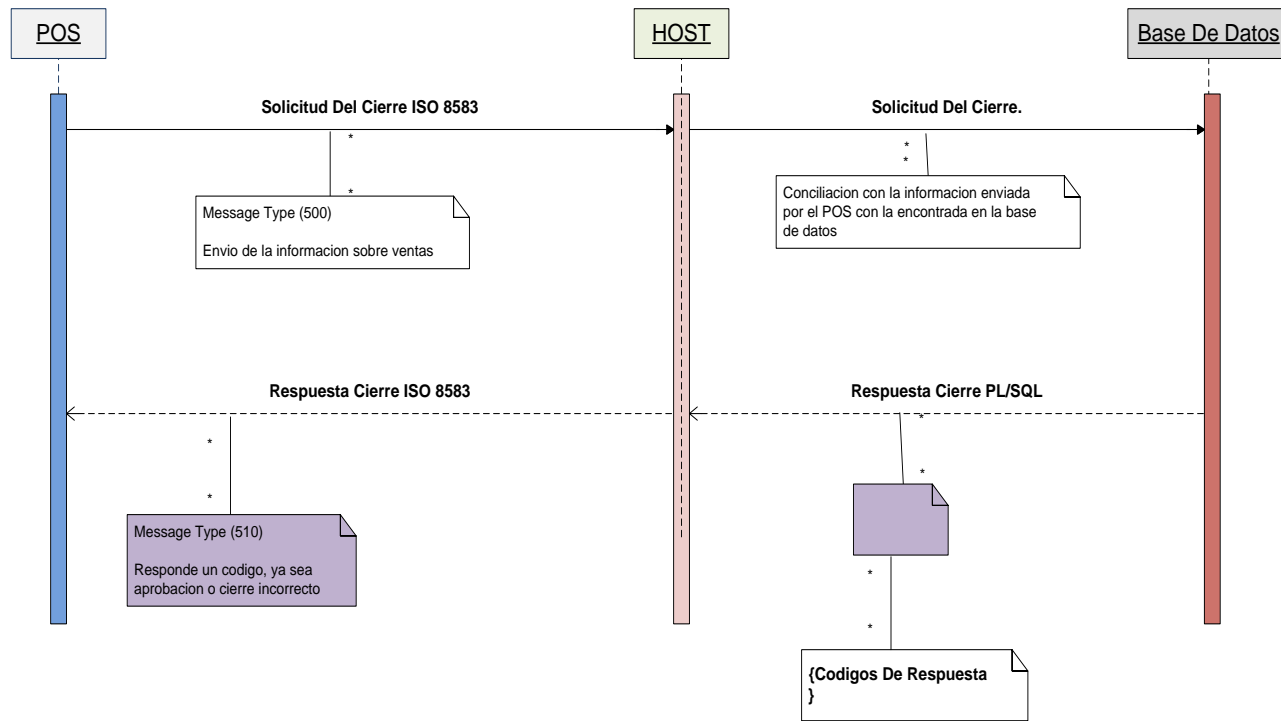 POS
HOST
Base De Datos
Solicitud Del Cierre ISO 8583
Solicitud Del Cierre.
*
*
*
*
Message Type (500)
Envio de la informacion sobre ventas
Conciliacion con la informacion enviada
por el POS con la encontrada en la base
de datos
Respuesta Cierre ISO 8583
Respuesta Cierre PL/SQL
*
*
*
*
Message Type (510)
Responde un codigo, ya sea
aprobacion o cierre incorrecto
*
*
{Codigos De Respuesta
}